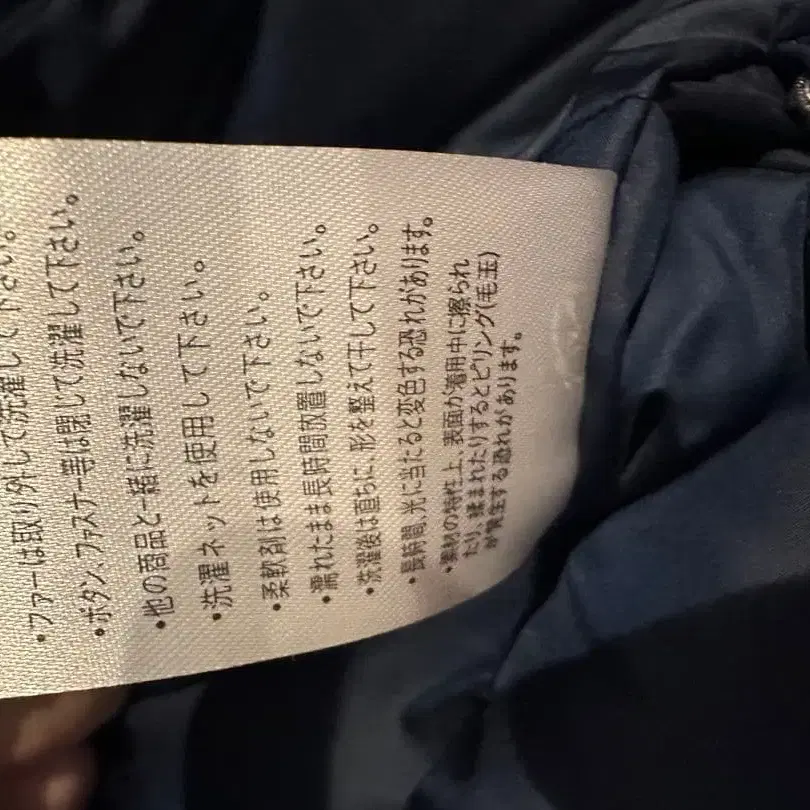 •ファーは取り外して洗濯して下さい。
•ボタン、ファスナー等は閉じて洗濯して下さい。
•他の商品と一緒に洗濯しないで下さい。
•洗濯ネットを使用して下さい。
•柔軟剤は使用しないで下さい。
•濡れたまま長時間放置しないで下さい。
•洗濯後は直ちに形を整えて干して下さい。
•長時間、光に当たると変色する恐れがあります。
•素材の特性上、表面が着用中に擦られ
たり、揉まれたりするとピリング(毛玉)
が発生する恐れがあります。